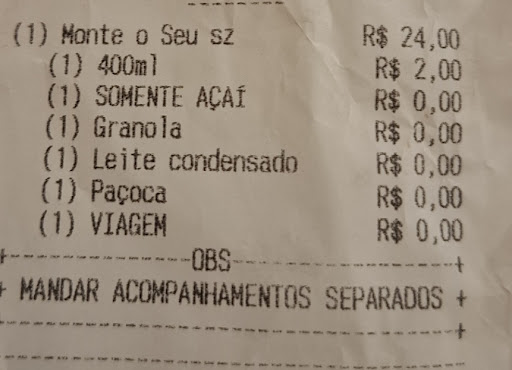 (1) Monte o Seu sz R$ 24,00
(1) 400ml R$ 2,00
(1) SOMENTE AÇAÍ R$ 0,00
(1) Granola R$ 0,00
(1) Leite condensado R$ 0,00
(1) Paçoca R$ 0,00
(1) VIAGEM R$ 0,00
+---------------OBS---------------+
+ MANDAR ACOMPANHAMENTOS SEPARADOS +
---------------------------------+